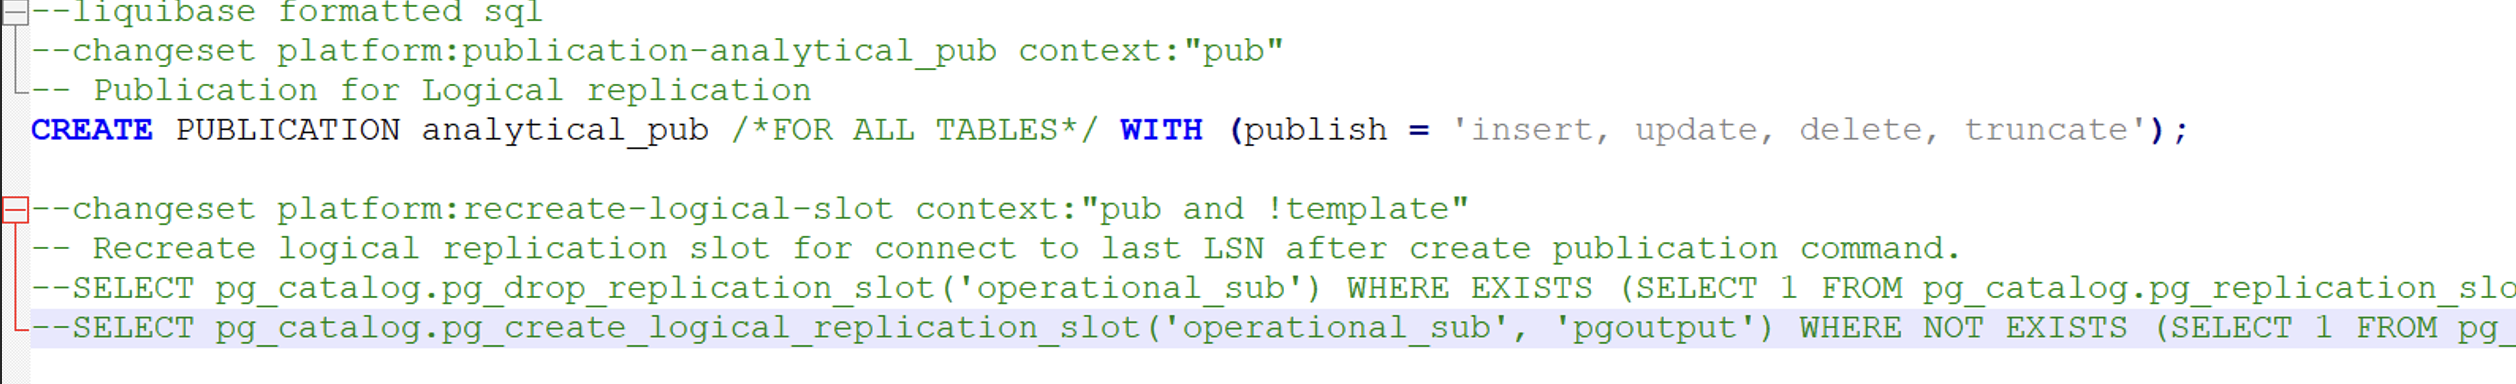 --liquibase formatted sql
--changeset platform:publication-analytical_pub context:"pub"
-- Publication for Logical replication
CREATE PUBLICATION analytical_pub /*FOR ALL TABLES*/ WITH (publish = 'insert, update, delete, truncate');
--changeset platform:recreate-logical-slot context:"pub and !template"
-- Recreate logical replication slot for connect to last LSN after create publication command.
--SELECT pg_catalog.pg_drop_replication_slot('operational_sub') WHERE EXISTS (SELECT 1 FROM pg_catalog.pg_replication_slo
--SELECT pg_catalog.pg_create_logical_replication_slot('operational_sub', 'pgoutput') WHERE NOT EXISTS (SELECT 1 FROM pg_